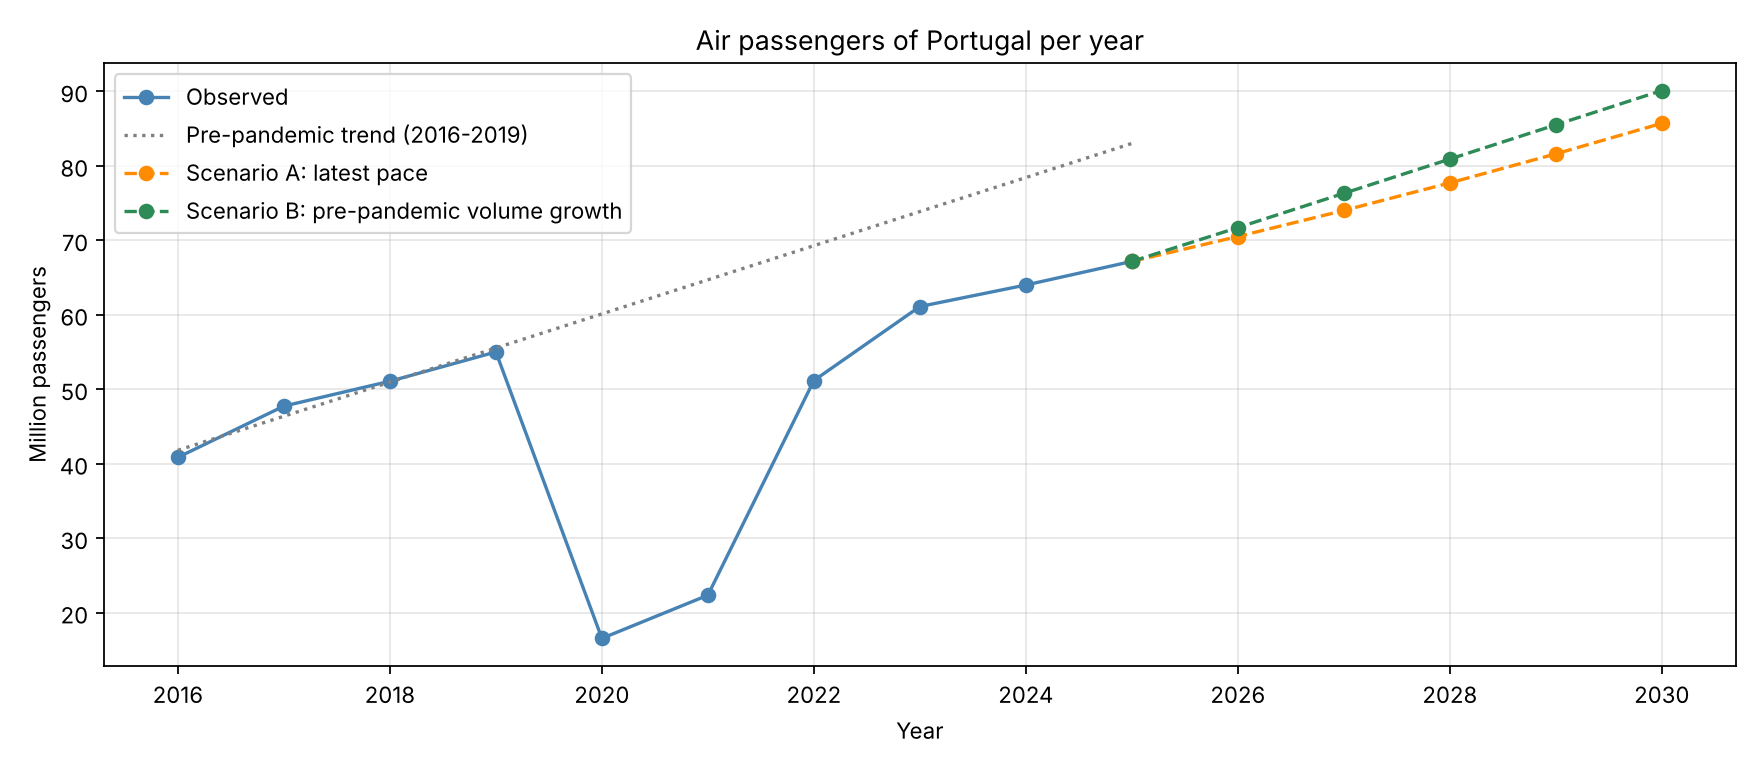 Air passengers of Portugal per year
Observed
Pre-pandemic trend (2016-2019)
Scenario A: latest pace
Scenario B: pre-pandemic volume growth
Million passengers
90
80
70
60
50
40
30
20
2016
2018
2020
2022
2024
2026
2028
2030
Year